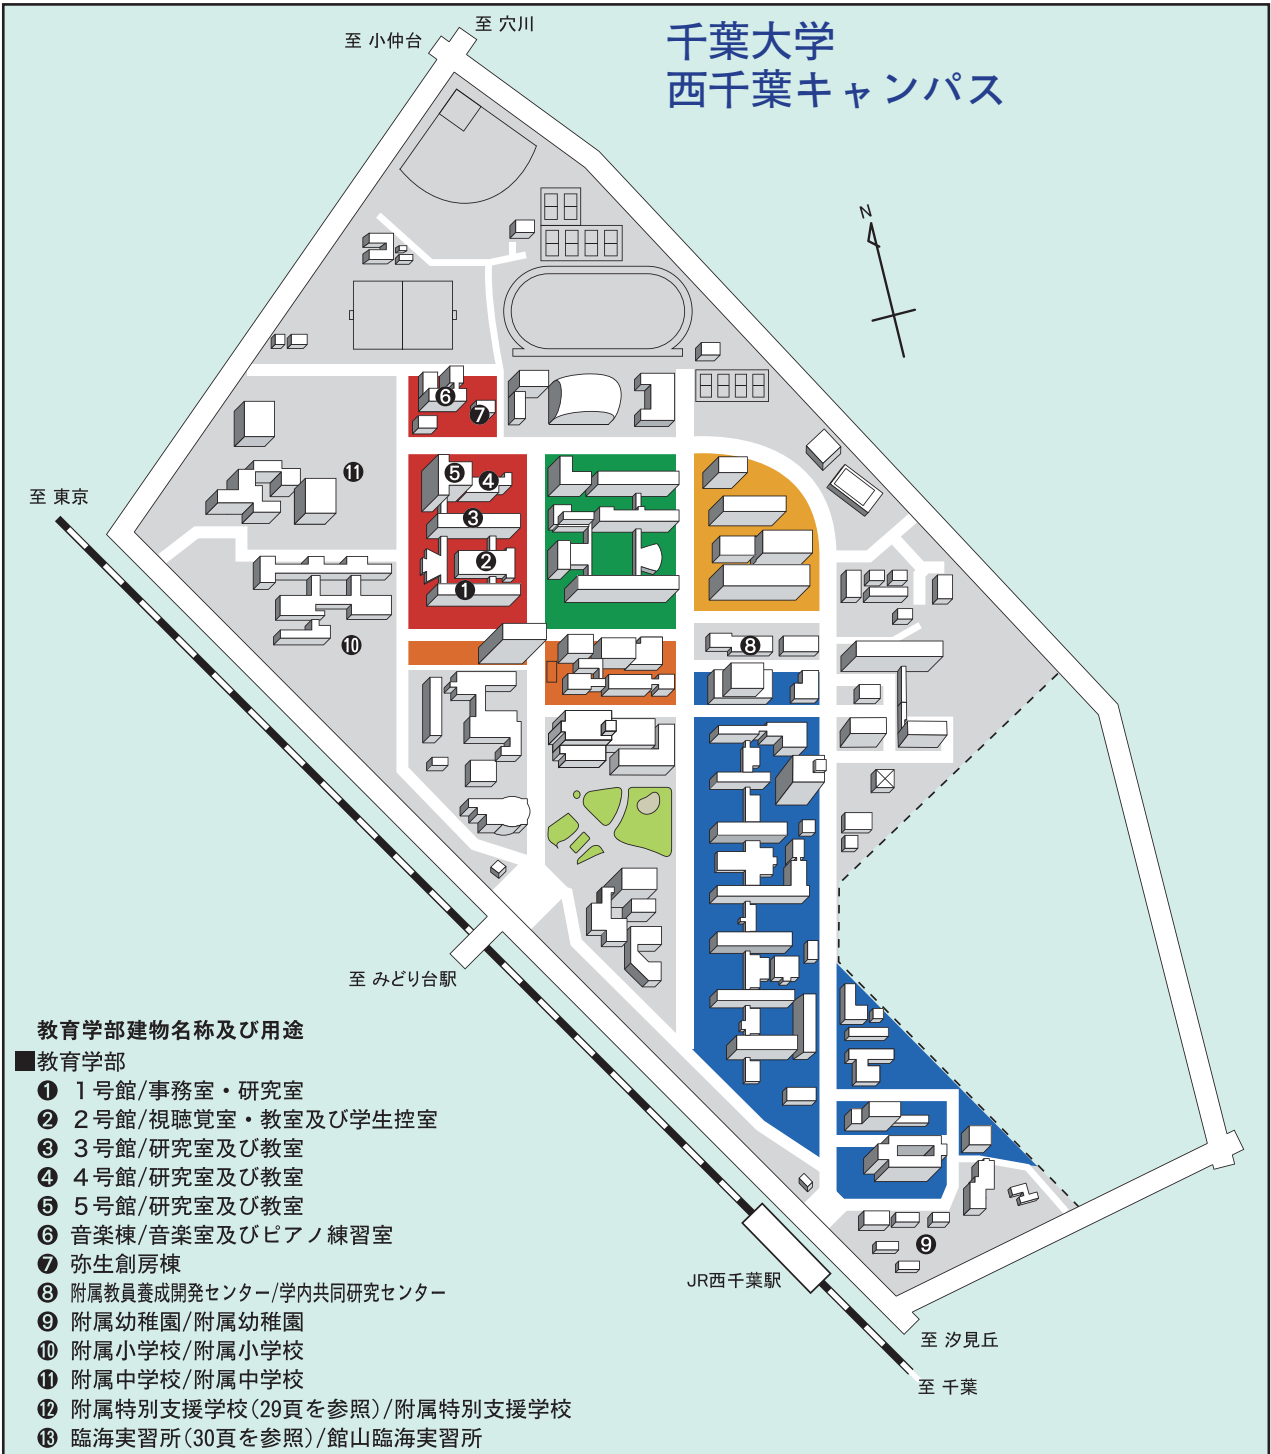 至 穴川
至 小仲台
千葉大学
西千葉キャンパス
N
❻
❼
⓫
❺
❹
至 東京
❸
❷
❶
❿
❽
至 みどり台駅
教育学部建物名称及び用途
■教育学部
❶ 1号館/事務室・研究室
❷ 2号館/視聴覚室・教室及び学生控室
❸ 3号館/研究室及び教室
❹ 4号館/研究室及び教室
❺ 5号館/研究室及び教室
❻ 音楽棟/音楽室及びピアノ練習室
❼ 弥生創房棟
❽ 附属教員養成開発センター/学内共同研究センター
❾ 附属幼稚園/附属幼稚園
❿ 附属小学校/附属小学校
⓫ 附属中学校/附属中学校
⓬ 附属特別支援学校(29頁を参照)/附属特別支援学校
⓭ 臨海実習所(30頁を参照)/館山臨海実習所
❾
JR西千葉駅
至 汐見丘
至 千葉